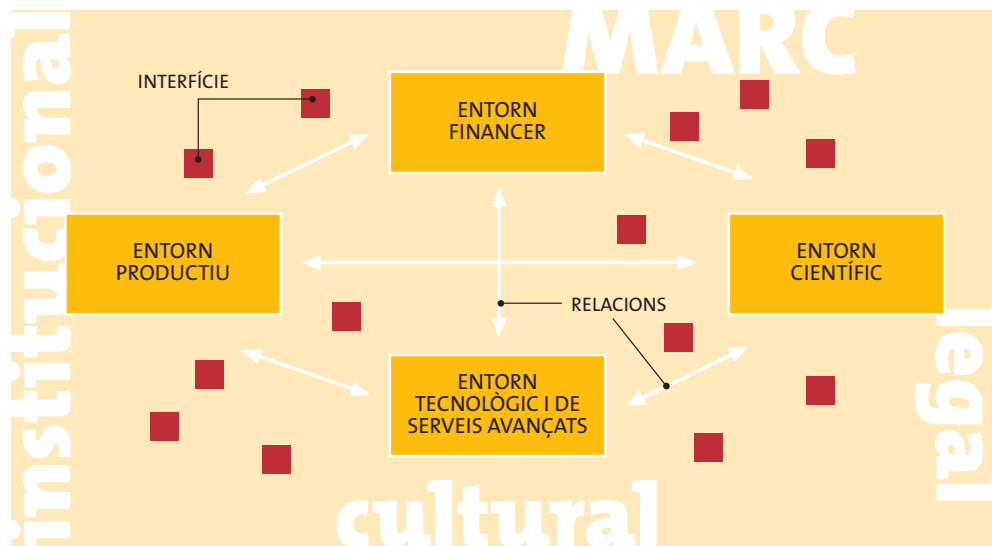 MARC
institucional
INTERFÍCIE
ENTORN
FINANCER
ENTORN
PRODUCTIU
ENTORN
CIENTÍFIC
RELACIONS
ENTORN
TECNOLÒGIC I DE
SERVEIS AVANÇATS
legal
cultural